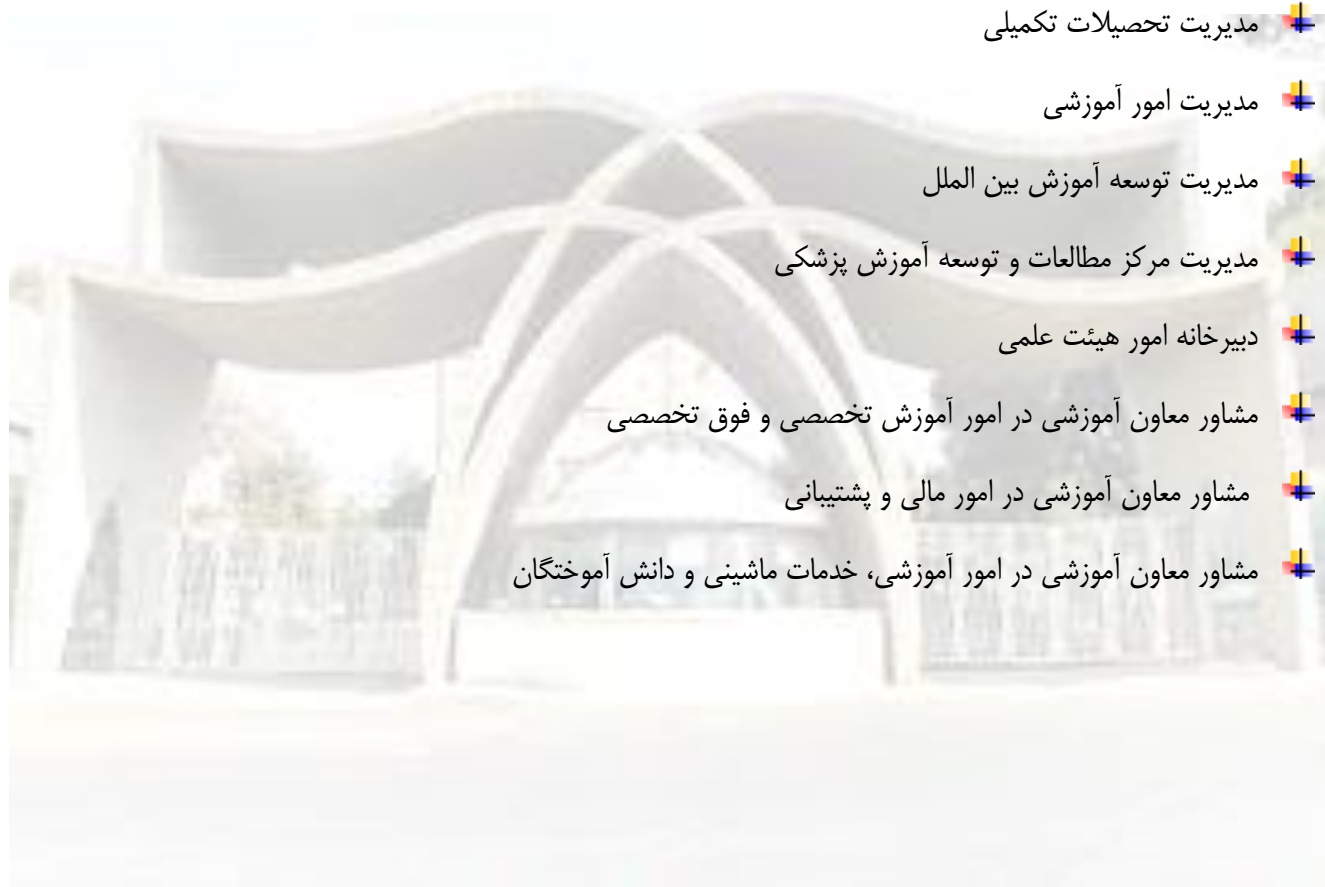 مدیریت تحصیلات تکمیلی
مدیریت امور آموزشی
مدیریت توسعه آموزش بین الملل
مدیریت مرکز مطالعات و توسعه آموزش پزشکی
دبیرخانه امور هیئت علمی
مشاور معاون آموزشی در امور آموزش تخصصی و فوق تخصصی
مشاور معاون آموزشی در امور مالی و پشتیبانی
مشاور معاون آموزشی در امور آموزشی، خدمات ماشینی و دانش آموختگان